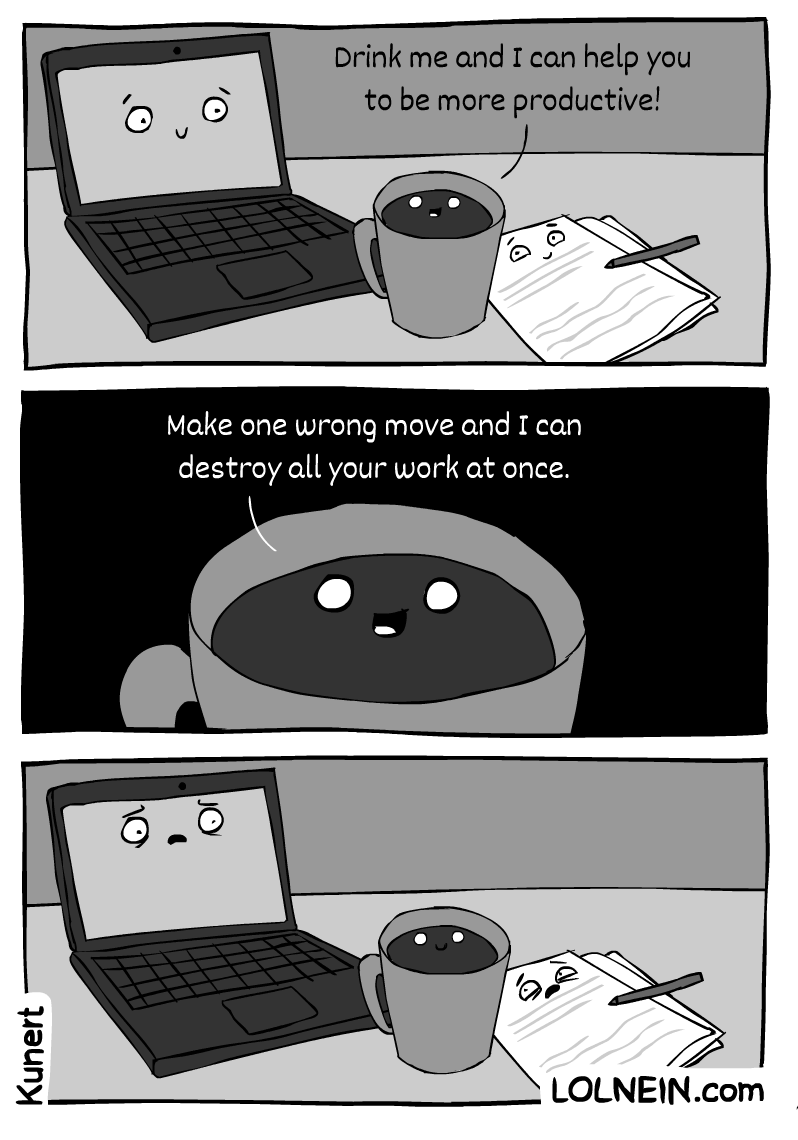 Drink me and I can help you
to be more productive!
Make one wrong move and I can
destroy all your work at once.
Kunert
LOLNEIN.com